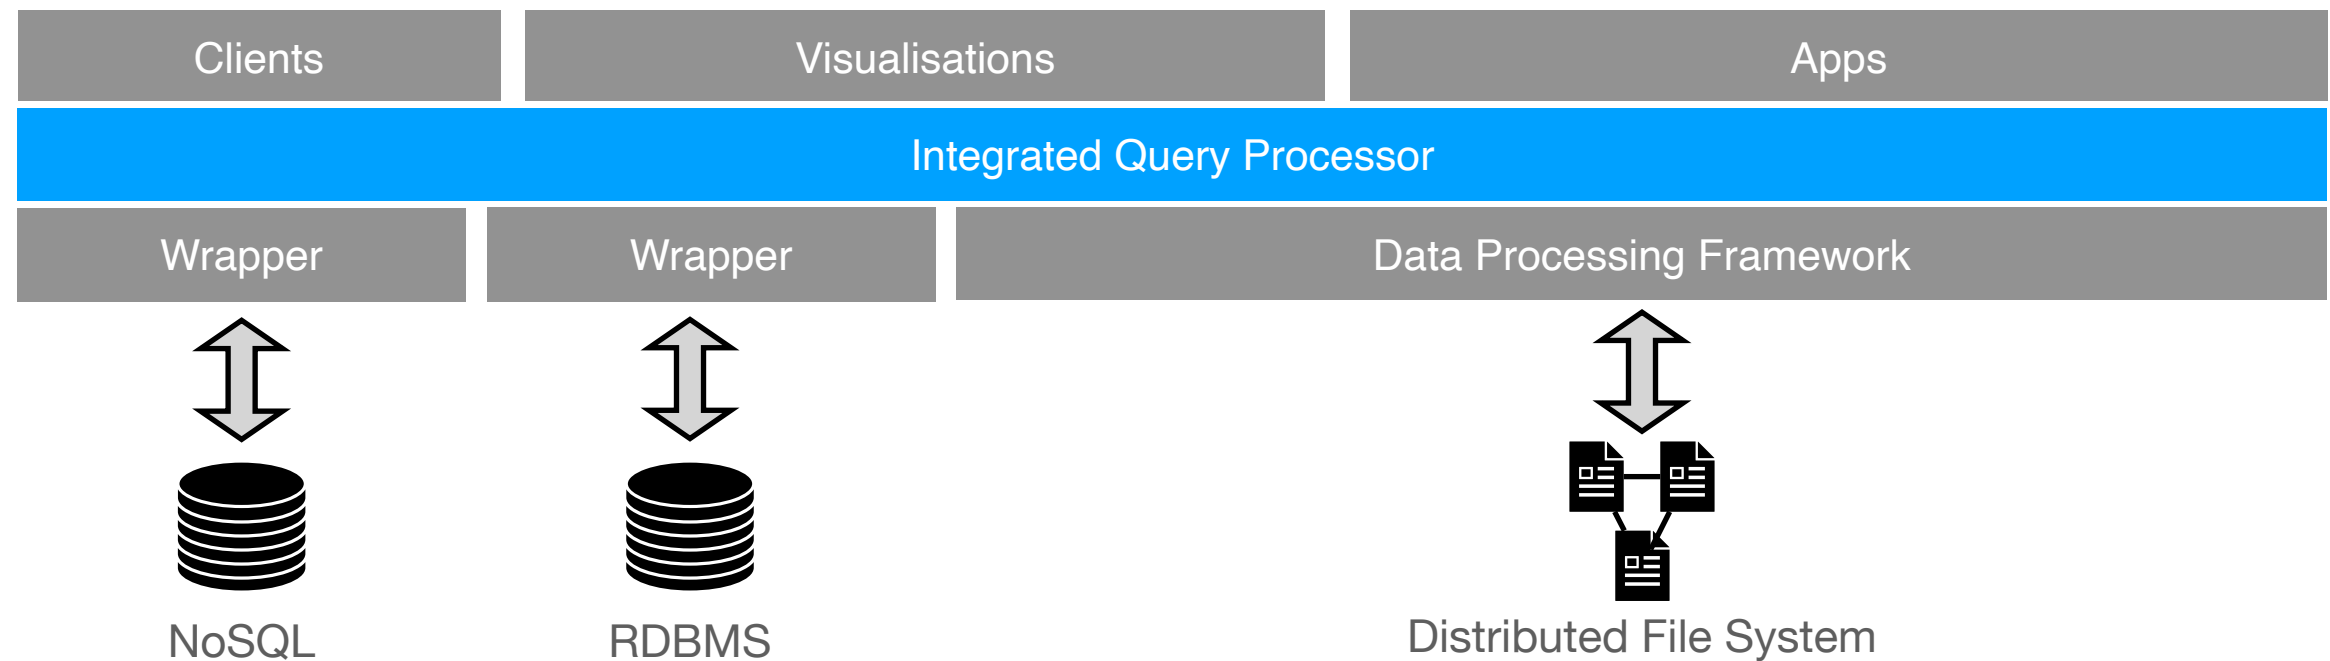 Clients
Visualisations
Apps
Integrated Query Processor
Wrapper
Wrapper
Data Processing Framework
NoSQL
RDBMS
Distributed File System